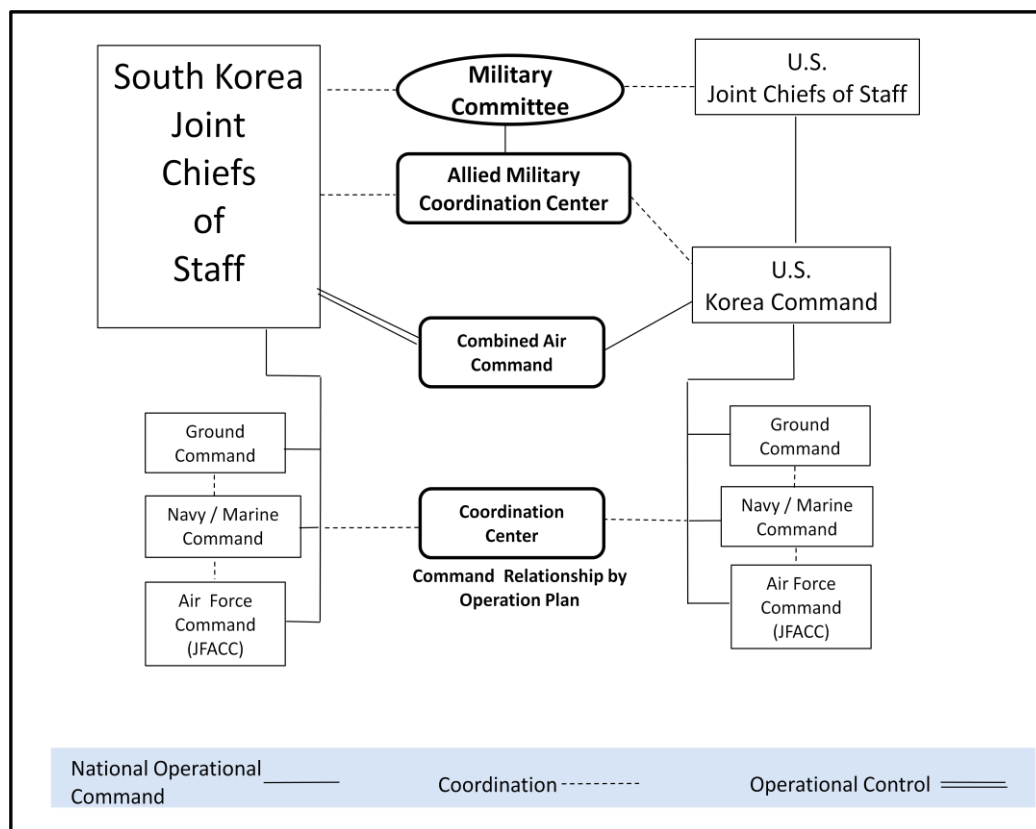 South Korea
Joint
Chiefs
of
Staff
Military
Committee
U.S.
Joint Chiefs of Staff
Allied Military
Coordination Center
U.S.
Korea Command
Combined Air
Command
Ground
Command
Navy / Marine
Command
Air Force
Command
(JFACC)
Coordination
Center
Command Relationship by
Operation Plan
Ground
Command
Navy / Marine
Command
Air Force
Command
(JFACC)
National Operational
Command
Coordination
Operational Control